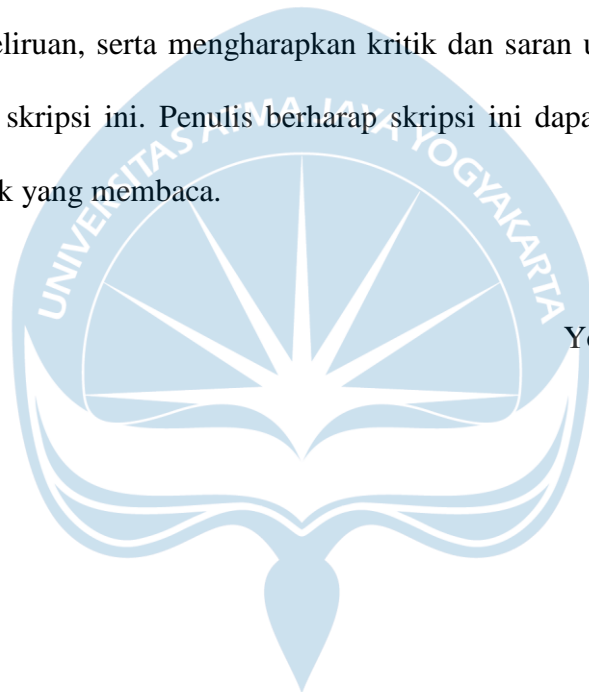 eliruan, serta mengharapkan kritik dan saran u
skripsi ini. Penulis berharap skripsi ini dapa
k yang membaca.
UNIVERSITAS ATMA JAYA YOGYAKARTA
Yo